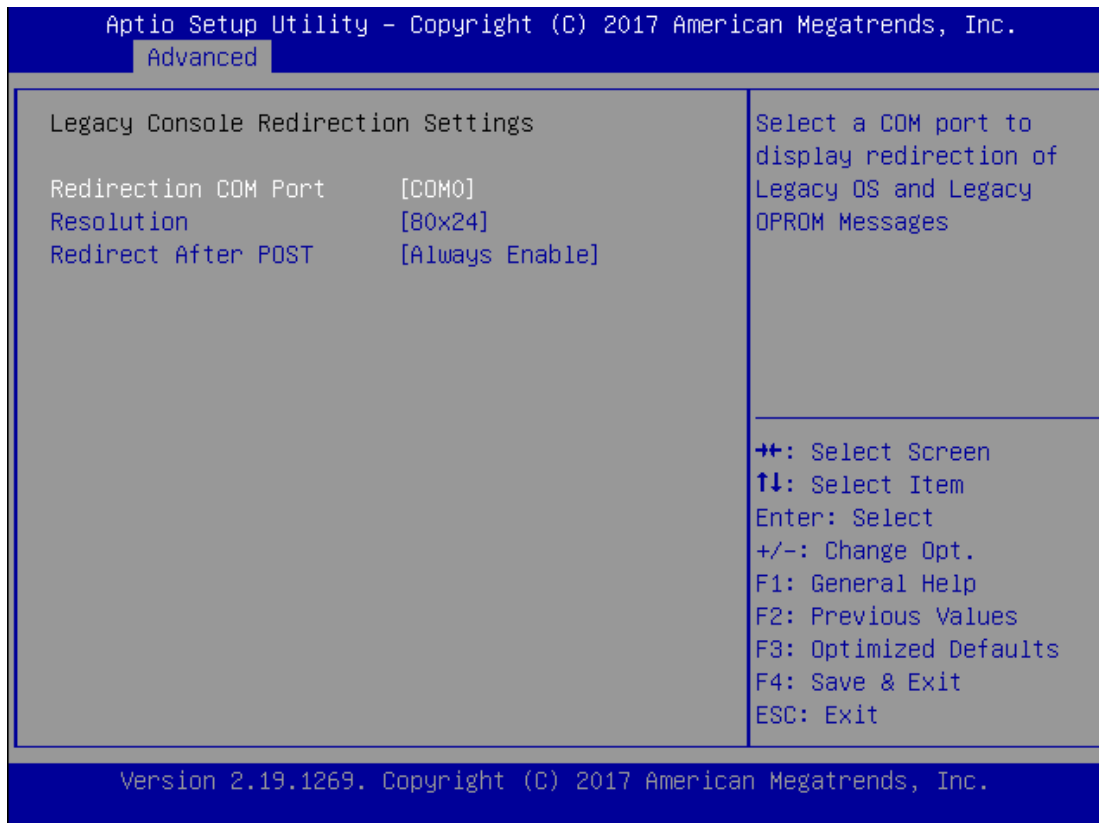 Aptio Setup Utility – Copyright (C) 2017 American Megatrends, Inc.
Advanced
Legacy Console Redirection Settings
Redirection COM Port [COM0]
Resolution [80x24]
Redirect After POST [Always Enable]
Select a COM port to
display redirection of
Legacy OS and Legacy
OPROM Messages
→←: Select Screen
↑↓: Select Item
Enter: Select
+/-: Change Opt.
F1: General Help
F2: Previous Values
F3: Optimized Defaults
F4: Save & Exit
ESC: Exit
Version 2.19.1269. Copyright (C) 2017 American Megatrends, Inc.